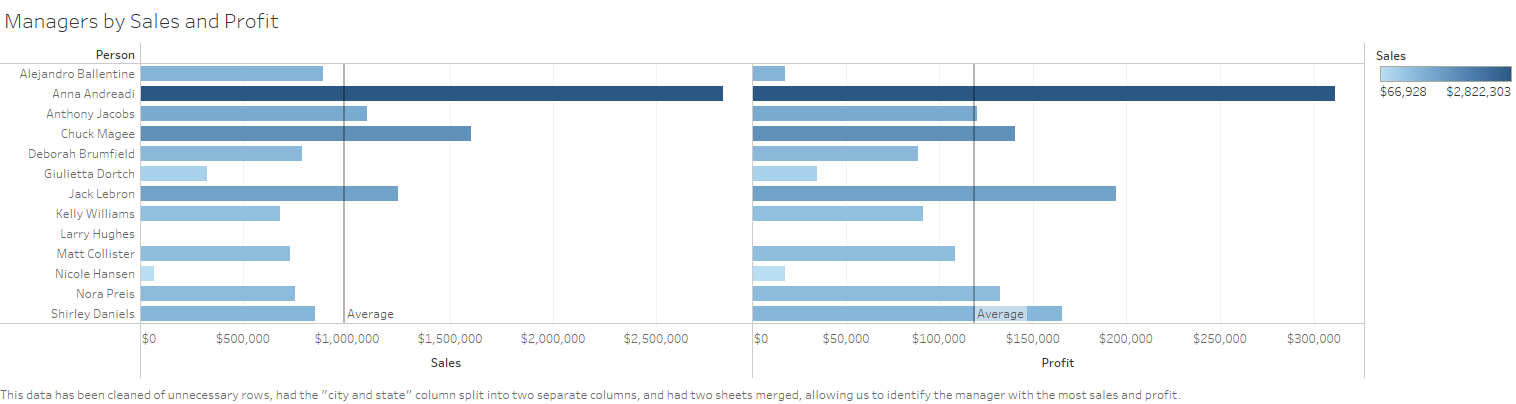 Managers by Sales and Profit
Person
Sales
Alejandro Ballentine
$66,928 $2,822,303
Anna Andreadi
Anthony Jacobs
Chuck Magee
Deborah Brumfield
Giulietta Dortch
Jack Lebron
Kelly Williams
Larry Hughes
Matt Collister
Nicole Hansen
Nora Preis
Shirley Daniels
Average Average
$0 $500,000 $1,000,000 $1,500,000 $2,000,000 $2,500,000 $0 $50,000 $100,000 $150,000 $200,000 $250,000 $300,000
Sales Profit
This data has been cleaned of unnecessary rows, had the "city and state" column split into two separate columns, and had two sheets merged, allowing us to identify the manager with the most sales and profit.